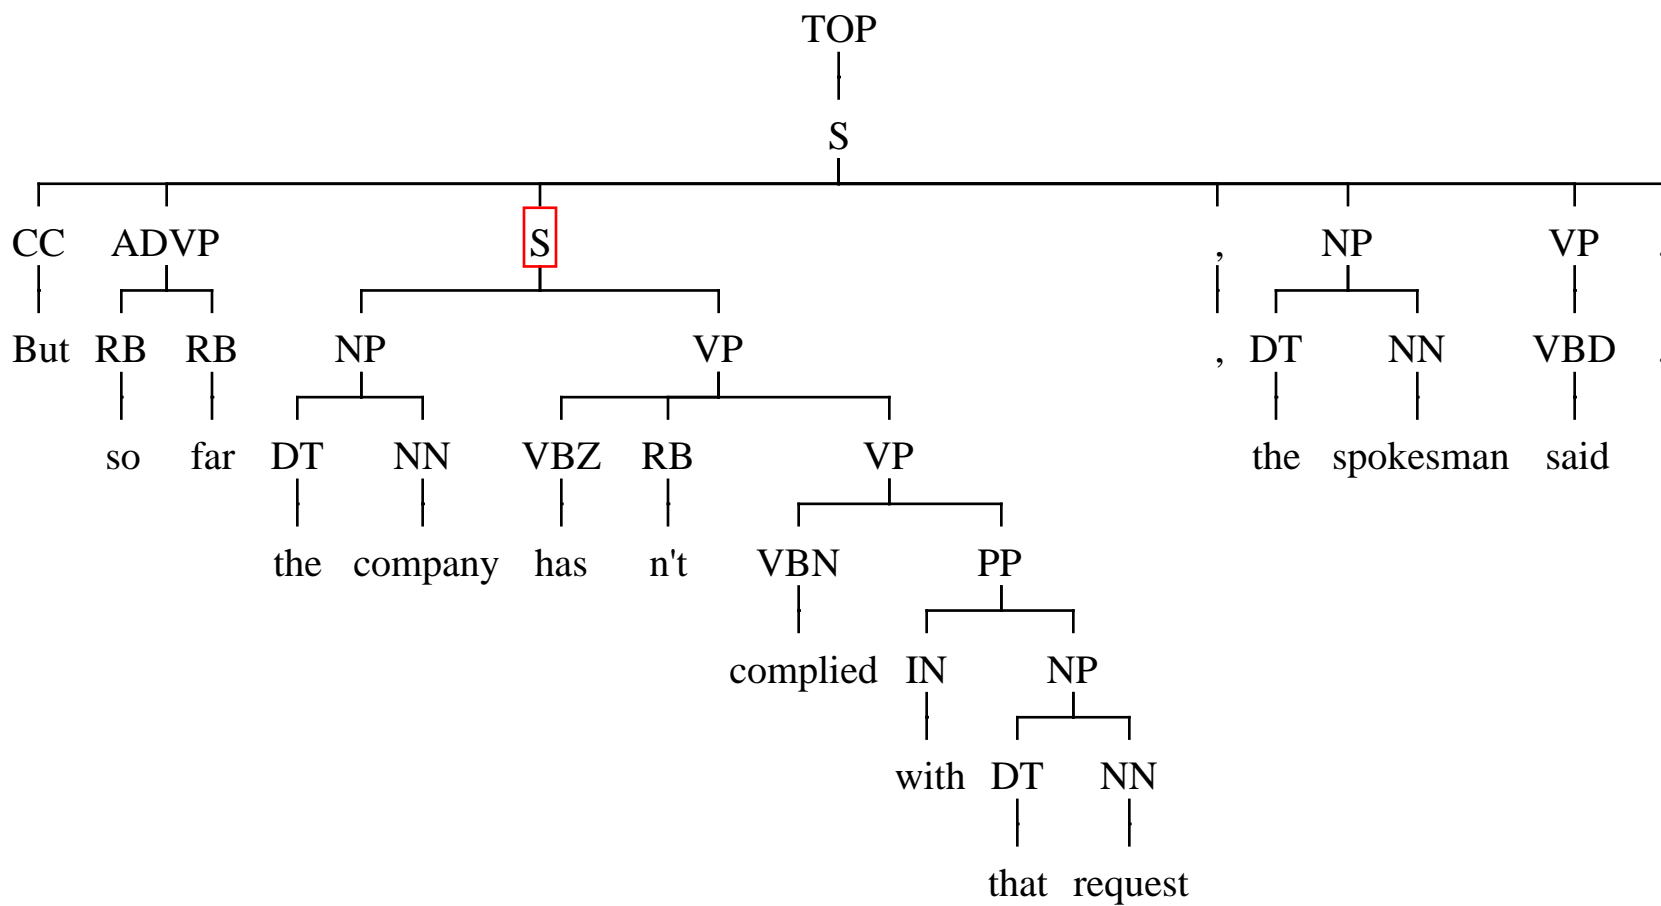 TOP
S
CC ADVP S , NP VP .
But RB RB NP VP , DT NN VBD .
so far DT NN VBZ RB VP the spokesman said
the company has n't VBN PP
complied IN NP
with DT NN
that request